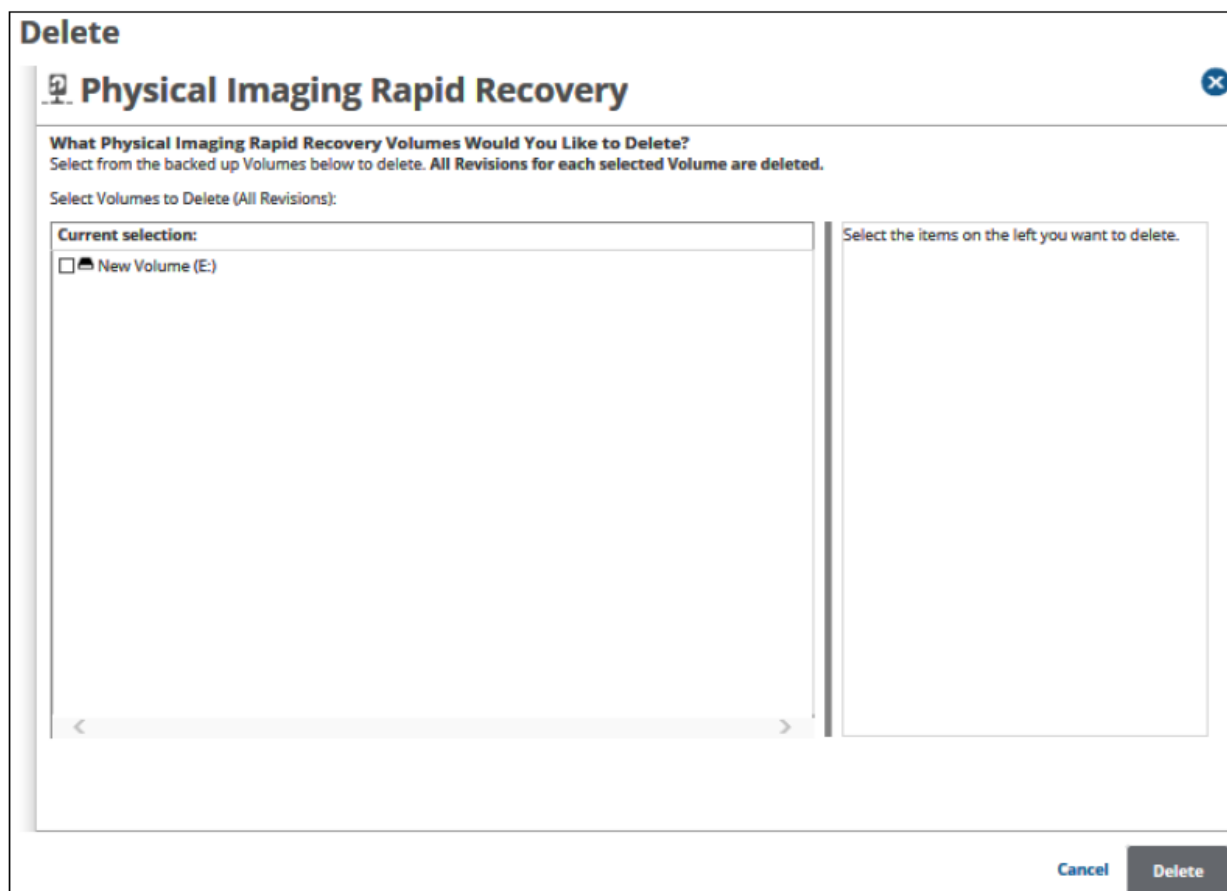 Delete
Physical Imaging Rapid Recovery
What Physical Imaging Rapid Recovery Volumes Would You Like to Delete?
Select from the backed up Volumes below to delete. All Revisions for each selected Volume are deleted.
Select Volumes to Delete (All Revisions):
Current selection:
Select the items on the left you want to delete.
New Volume (E:)
Cancel
Delete